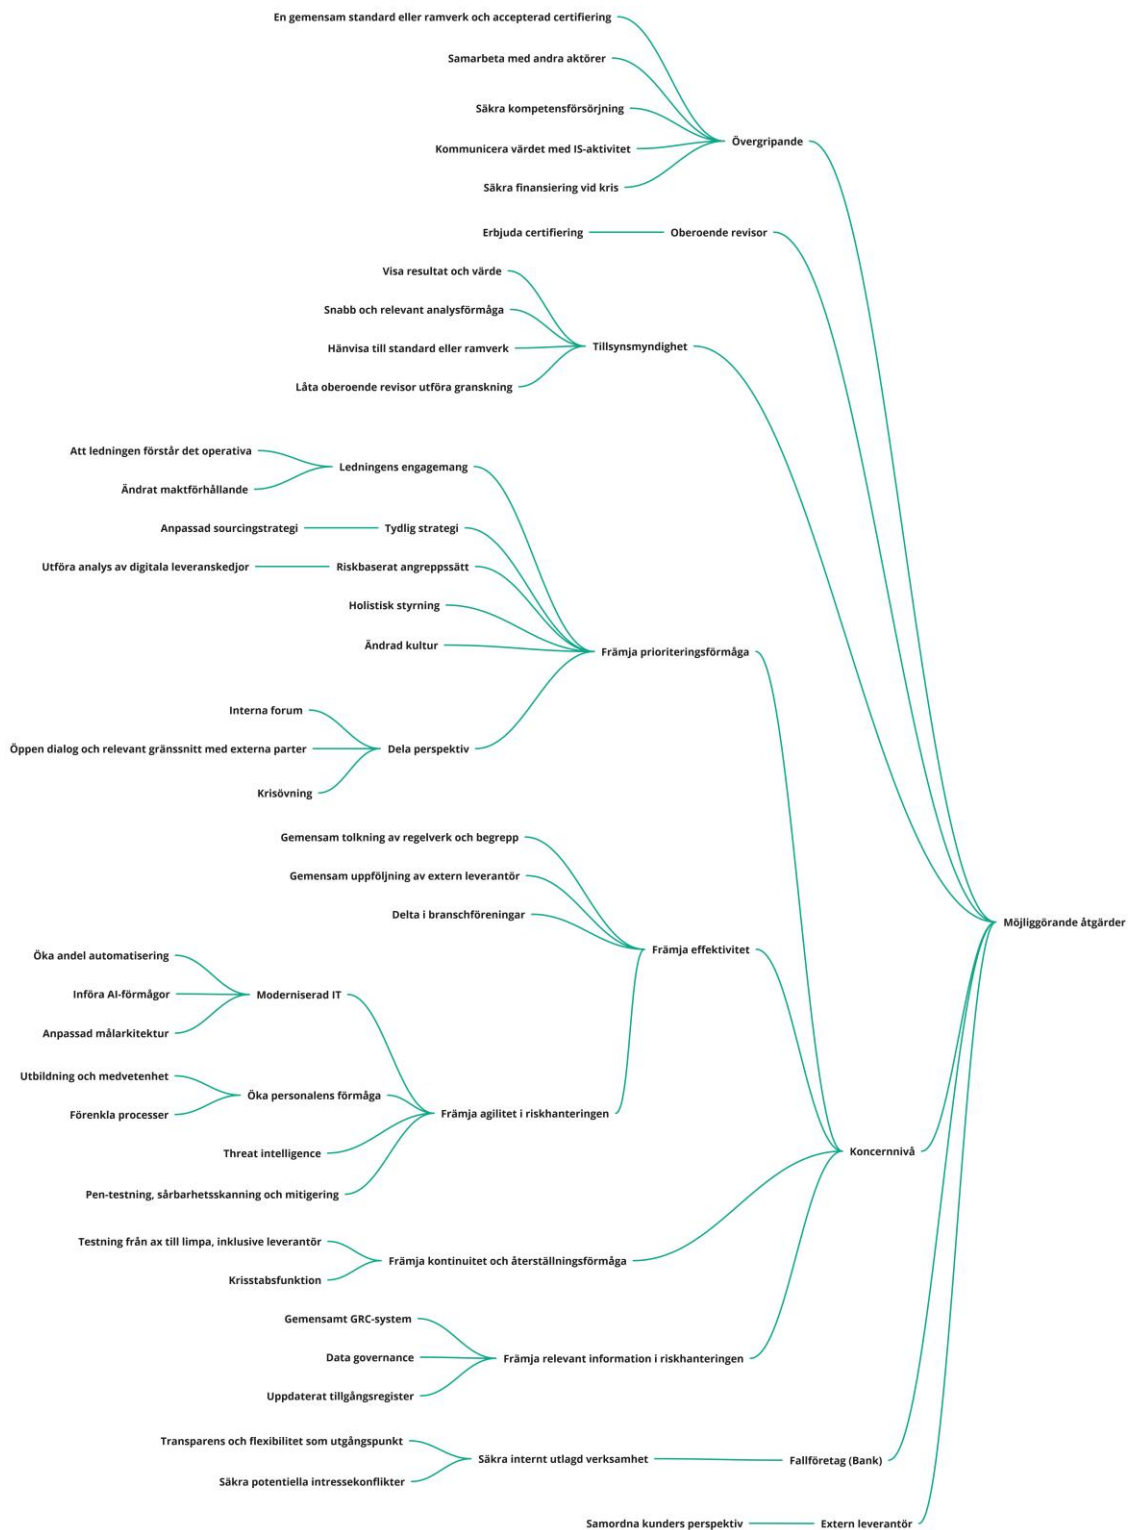 En gemensam standard eller ramverk och accepterad certifiering
Samarbeta med andra aktörer
Säkra kompetensförsörjning
Kommunicera värdet med IS-aktivitet
Säkra finansiering vid kris
Övergripande
Erbjuda certifiering
Oberoende revisor
Visa resultat och värde
Snabb och relevant analysförmåga
Hänvisa till standard eller ramverk
Låta oberoende revisor utföra granskning
Tillsynsmyndighet
Att ledningen förstår det operativa
Ändrat maktförhållande
Ledningens engagemang
Anpassad sourcingstrategi
Tydlig strategi
Utföra analys av digitala leveranskedjor
Riskbaserat angreppssätt
Holistisk styrning
Ändrad kultur
Främja prioriteringsförmåga
Interna forum
Öppen dialog och relevant gränssnitt med externa parter
Krisövning
Dela perspektiv
Gemensam tolkning av regelverk och begrepp
Gemensam uppföljning av extern leverantör
Delta i branschföreningar
Främja effektivitet
Möjliggörande åtgärder
Öka andel automatisering
Införa AI-förmågor
Anpassad målarkitektur
Moderniserad IT
Utbildning och medvetenhet
Förenkla processer
Öka personalens förmåga
Främja agilitet i riskhanteringen
Threat intelligence
Pen-testning, sårbarhetsskanning och mitigering
Koncernnivå
Testning från ax till limpa, inklusive leverantör
Krisstabsfunktion
Främja kontinuitet och återställningsförmåga
Gemensamt GRC-system
Data governance
Uppdaterat tillgångsregister
Främja relevant information i riskhanteringen
Transparens och flexibilitet som utgångspunkt
Säkra potentiella intressekonflikter
Säkra internt utlagd verksamhet
Fallföretag (Bank)
Samordna kunders perspektiv
Extern leverantör